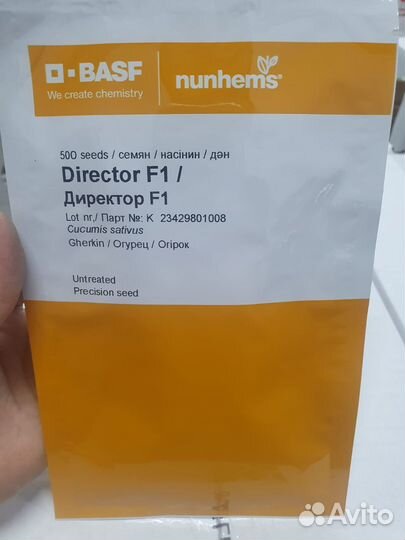 BASF
We create chemistry
nunhems
500 seeds / семян / насінин / дән
Director F1 /
Директор F1
Lot nr./ Парт №: K 23429801008
Cucumis sativus
Gherkin / Огурец / Огірок
Untreated
Precision seed
Avito